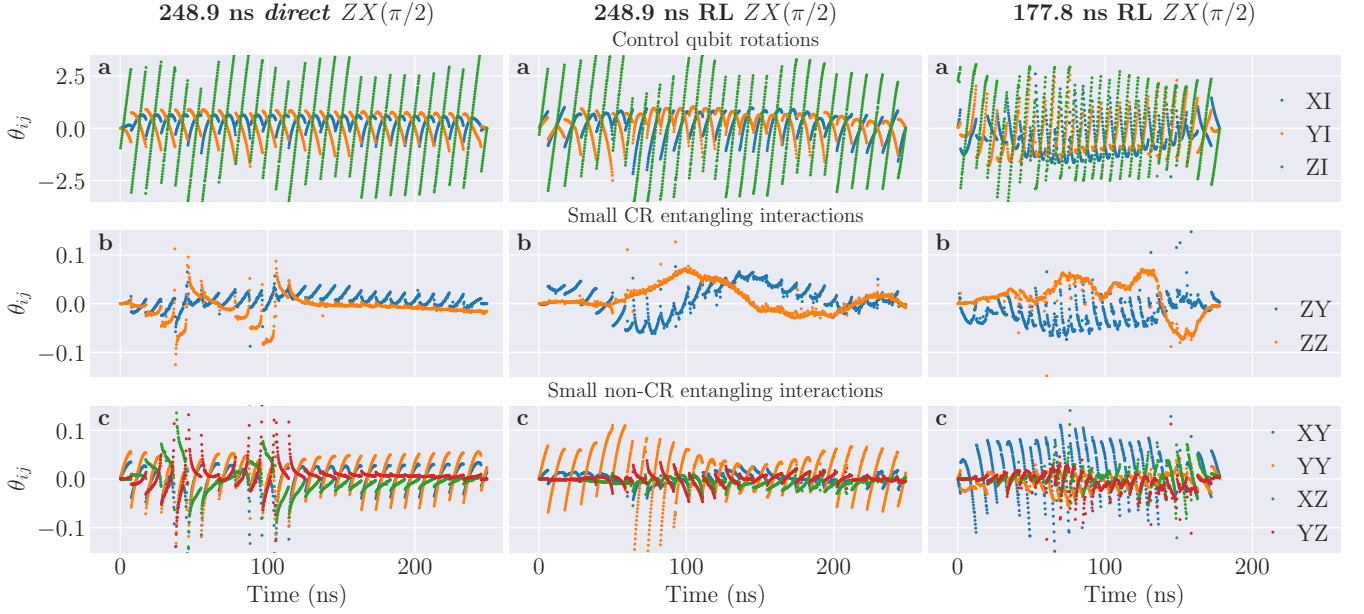 248.9 ns direct ZX(π/2)
248.9 ns RL ZX(π/2)
177.8 ns RL ZX(π/2)
Control qubit rotations
a
a
a
θij
2.5
0.0
−2.5
XI
YI
ZI
Small CR entangling interactions
b
b
b
θij
0.1
0.0
−0.1
ZY
ZZ
Small non-CR entangling interactions
c
c
c
θij
0.1
0.0
−0.1
XY
YY
XZ
YZ
0
100
200
0
100
200
0
100
200
Time (ns)
Time (ns)
Time (ns)